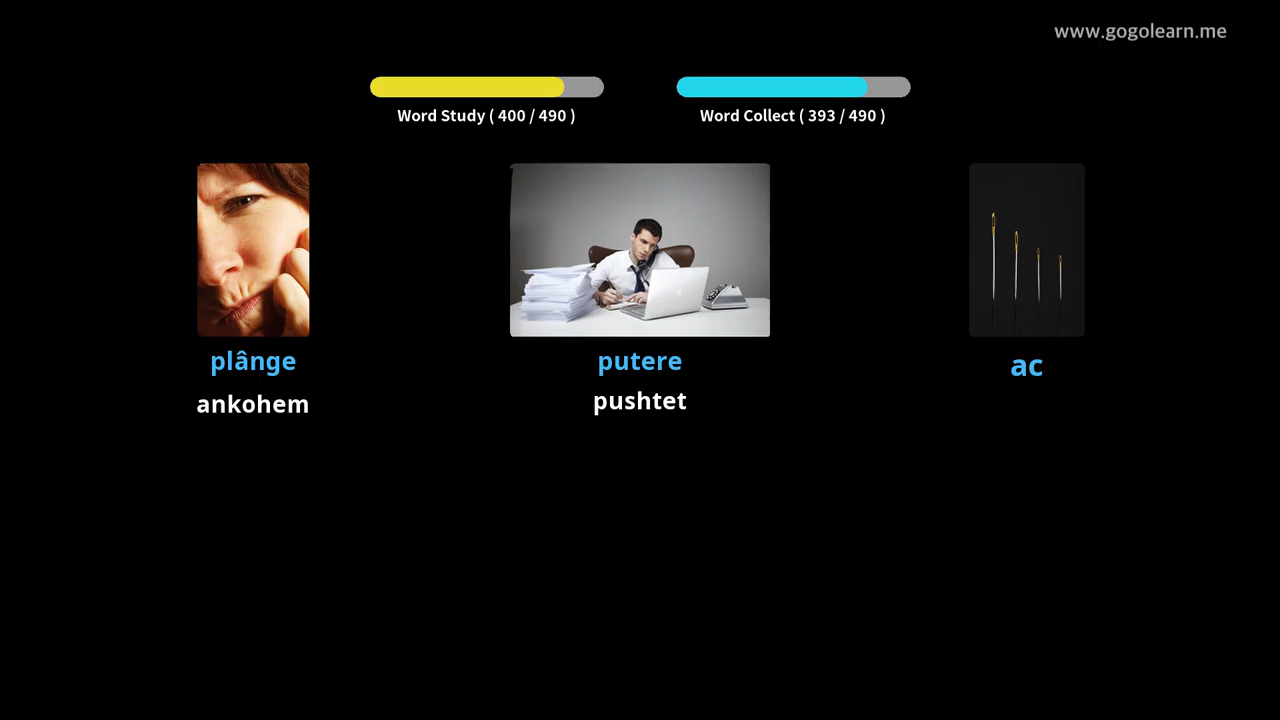 www.gogolearn.me
Word Study ( 400 / 490 )
Word Collect ( 393 / 490 )
plânge
putere
ac
ankohem
pushtet